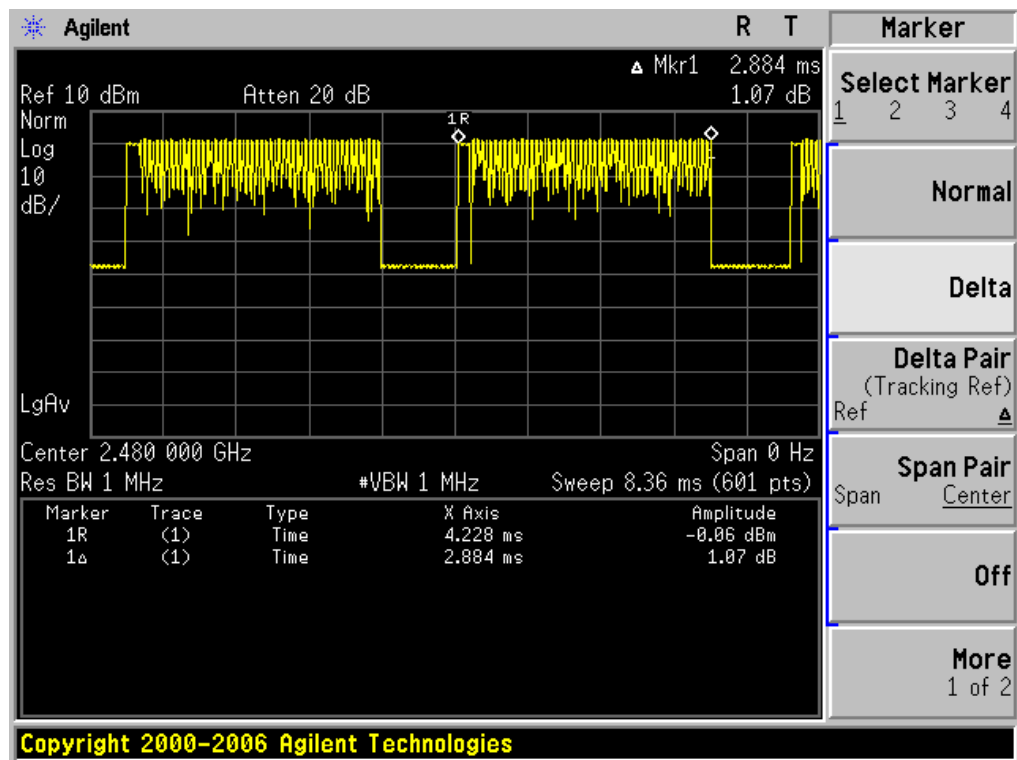 Agilent R T Marker
Δ Mkr1 2.884 ms
Ref 10 dBm Atten 20 dB 1.07 dB
Norm
Log
10
dB/
1R
LgAv
Center 2.480 000 GHz Span 0 Hz
Res BW 1 MHz #VBW 1 MHz Sweep 8.36 ms (601 pts)
Marker Trace Type X Axis Amplitude
1R (1) Time 4.228 ms -0.06 dBm
1Δ (1) Time 2.884 ms 1.07 dB
Select Marker
1 2 3 4
Normal
Delta
Delta Pair
(Tracking Ref)
Ref Δ
Span Pair
Span Center
Off
More
1 of 2
Copyright 2000-2006 Agilent Technologies